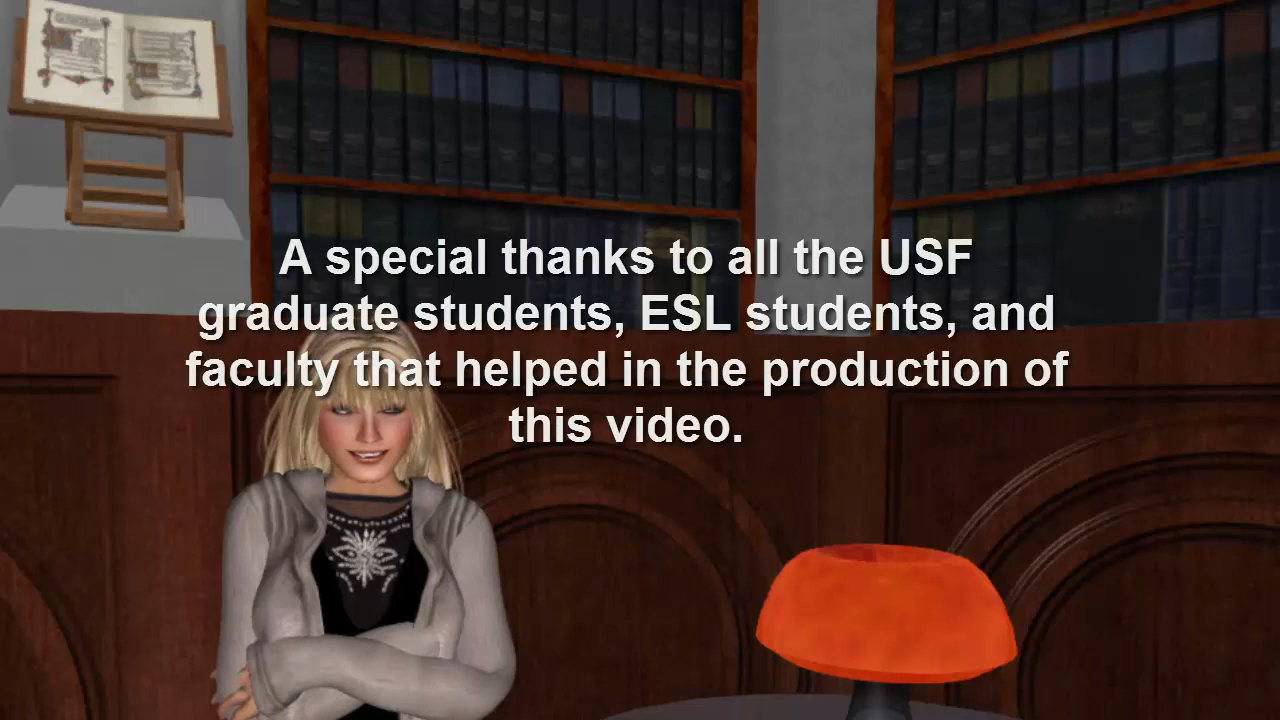 A special thanks to all the USF
graduate students, ESL students, and
faculty that helped in the production of
this video.